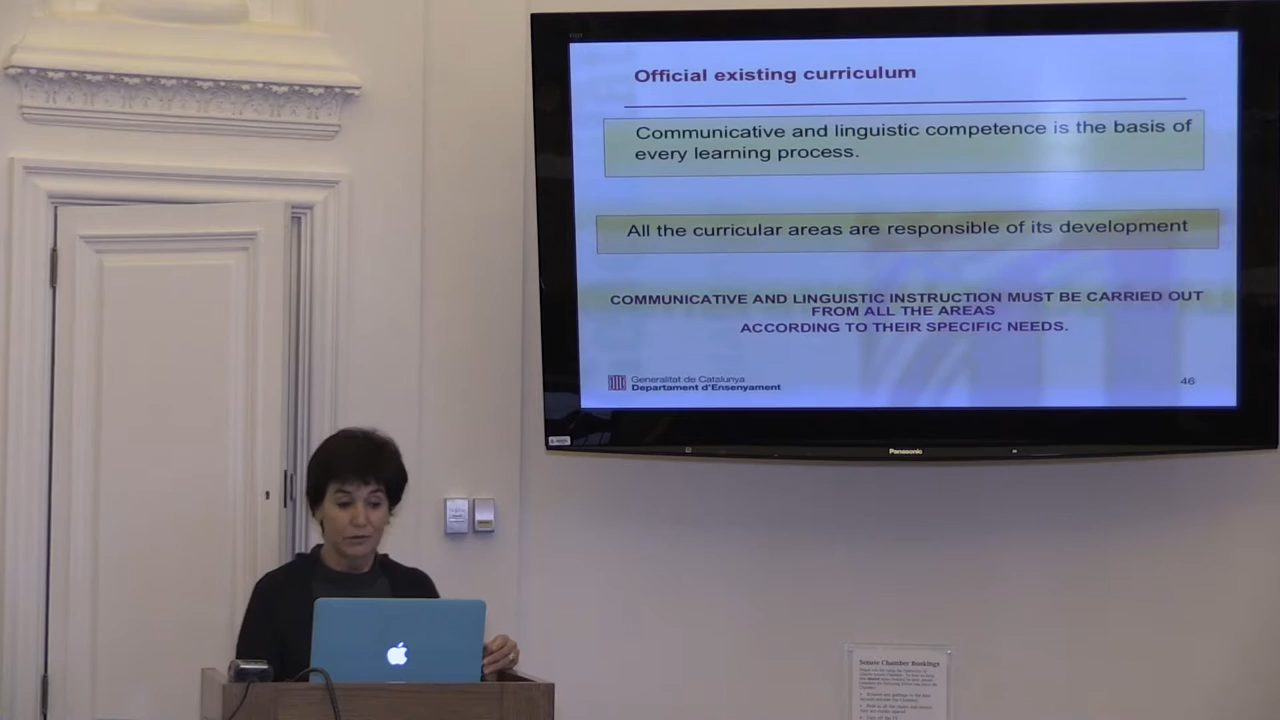 Official existing curriculum
Communicative and linguistic competence is the basis of
every learning process.
All the curricular areas are responsible of its development
COMMUNICATIVE AND LINGUISTIC INSTRUCTION MUST BE CARRIED OUT
FROM ALL THE AREAS
ACCORDING TO THEIR SPECIFIC NEEDS.
Generalitat de Catalunya
Departament d'Ensenyament
46
Panasonic
Senate Chamber Bookings